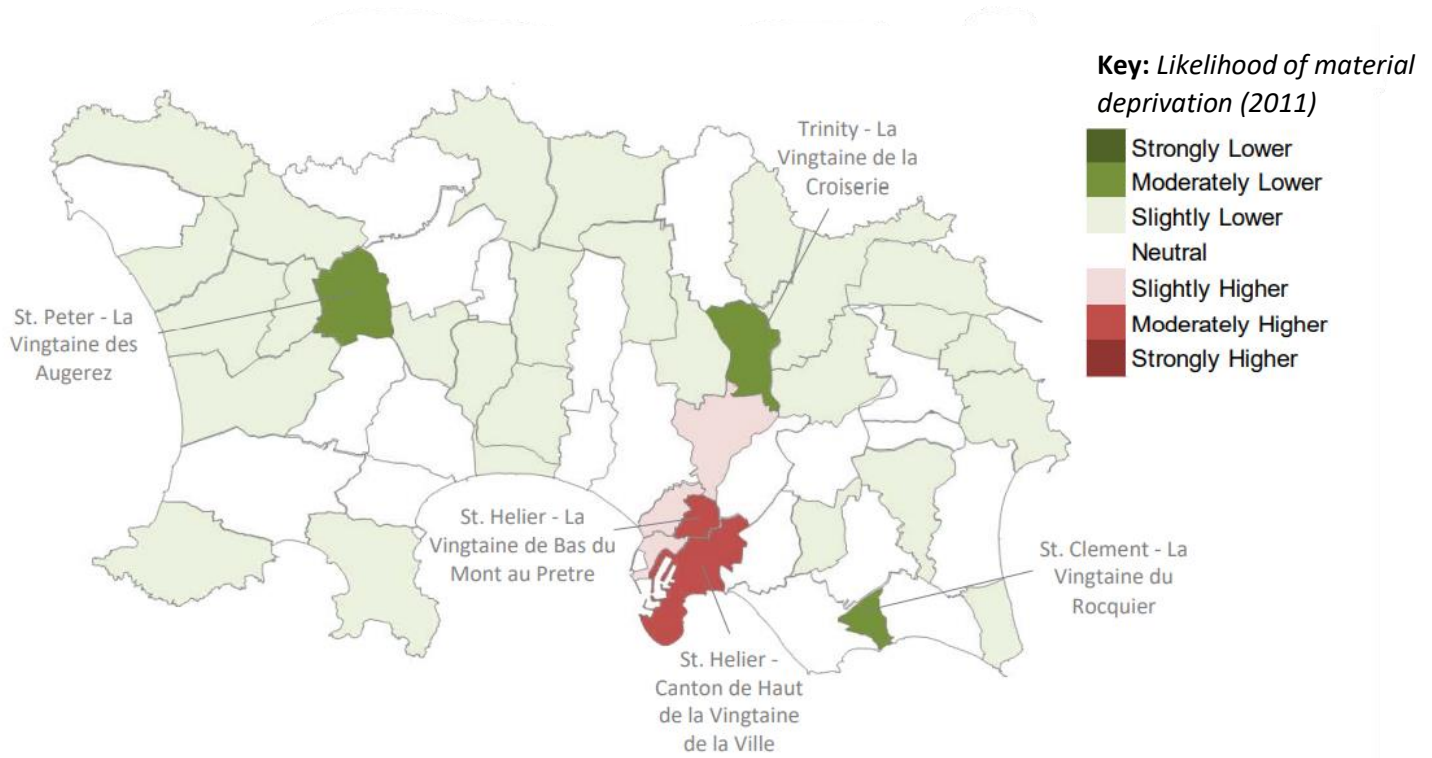 Key: Likelihood of material
deprivation (2011)
Strongly Lower
Moderately Lower
Slightly Lower
Neutral
Slightly Higher
Moderately Higher
Strongly Higher
Trinity - La
Vingtaine de la
Croiserie
St. Peter - La
Vingtaine des
Augerez
St. Helier - La
Vingtaine de Bas du
Mont au Pretre
St. Clement - La
Vingtaine du
Rocquier
St. Helier -
Canton de Haut
de la Vingtaine
de la Ville